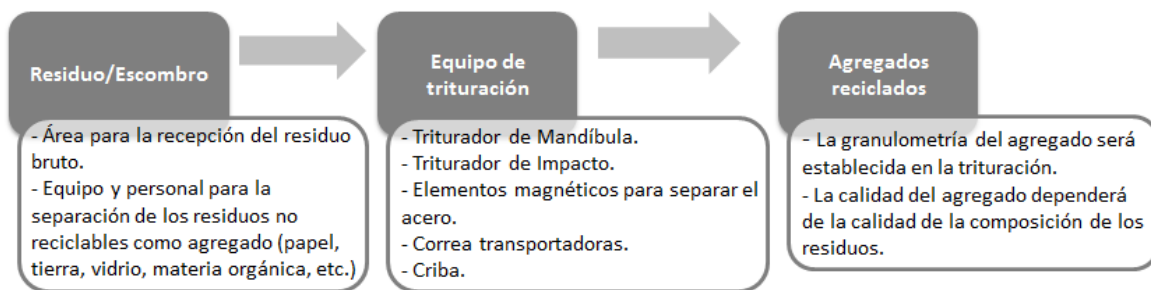 Residuo/Escombro
- Área para la recepción del residuo
bruto.
- Equipo y personal para la
separación de los residuos no
reciclables como agregado (papel,
tierra, vidrio, materia orgánica, etc.)
Equipo de
trituración
- Triturador de Mandíbula.
- Triturador de Impacto.
- Elementos magnéticos para separar el
acero.
- Correa transportadoras.
- Criba.
Agregados
reciclados
- La granulometría del agregado será
establecida en la trituración.
- La calidad del agregado dependerá
de la calidad de la composición de los
residuos.